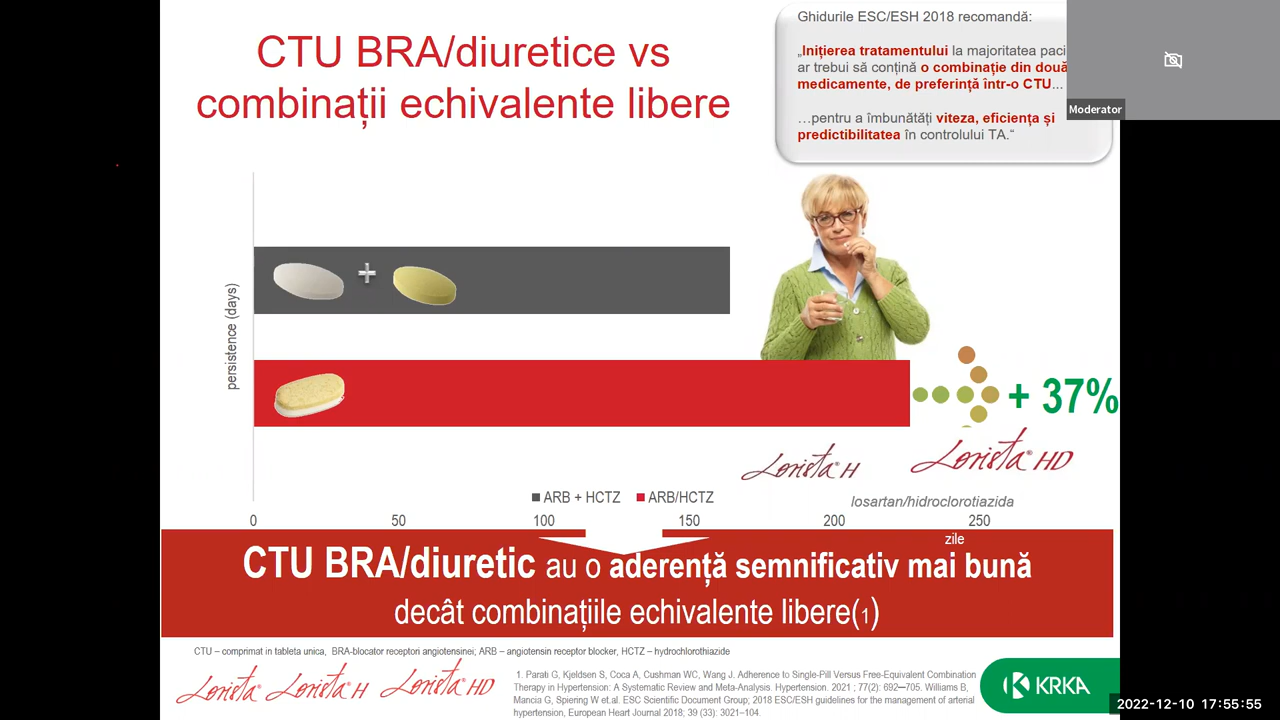 CTU BRA/diuretice vs
combinații echivalente libere
Ghidurile ESC/ESH 2018 recomandă:
„Inițierea tratamentului la majoritatea paci
ar trebui să conțină o combinație din două
medicamente, de preferință într-o CTU...
…pentru a îmbunătăți viteza, eficiența și
predictibilitatea în controlului TA.“
Moderator
persistence (days)
+
+ 37%
Lorista® H
Lorista® HD
losartan/hidroclorotiazida
ARB + HCTZ
ARB/HCTZ
0 50 100 150 200 250
zile
CTU BRA/diuretic au o aderență semnificativ mai bună
decât combinațiile echivalente libere(1)
CTU – comprimat in tableta unica, BRA-blocator receptori angiotensinei; ARB – angiotensin receptor blocker, HCTZ – hydrochlorothiazide
Lorista® Lorista® H Lorista® HD
1. Parati G, Kjeldsen S, Coca A, Cushman WC, Wang J. Adherence to Single-Pill Versus Free-Equivalent Combination
Therapy in Hypertension: A Systematic Review and Meta-Analysis. Hypertension. 2021 ; 77(2): 692—705. Williams B,
Mancia G, Spiering W et.al. ESC Scientific Document Group; 2018 ESC/ESH guidelines for the management of arterial
hypertension, European Heart Journal 2018; 39 (33): 3021–104.
KRKA
2022-12-10 17:55:55